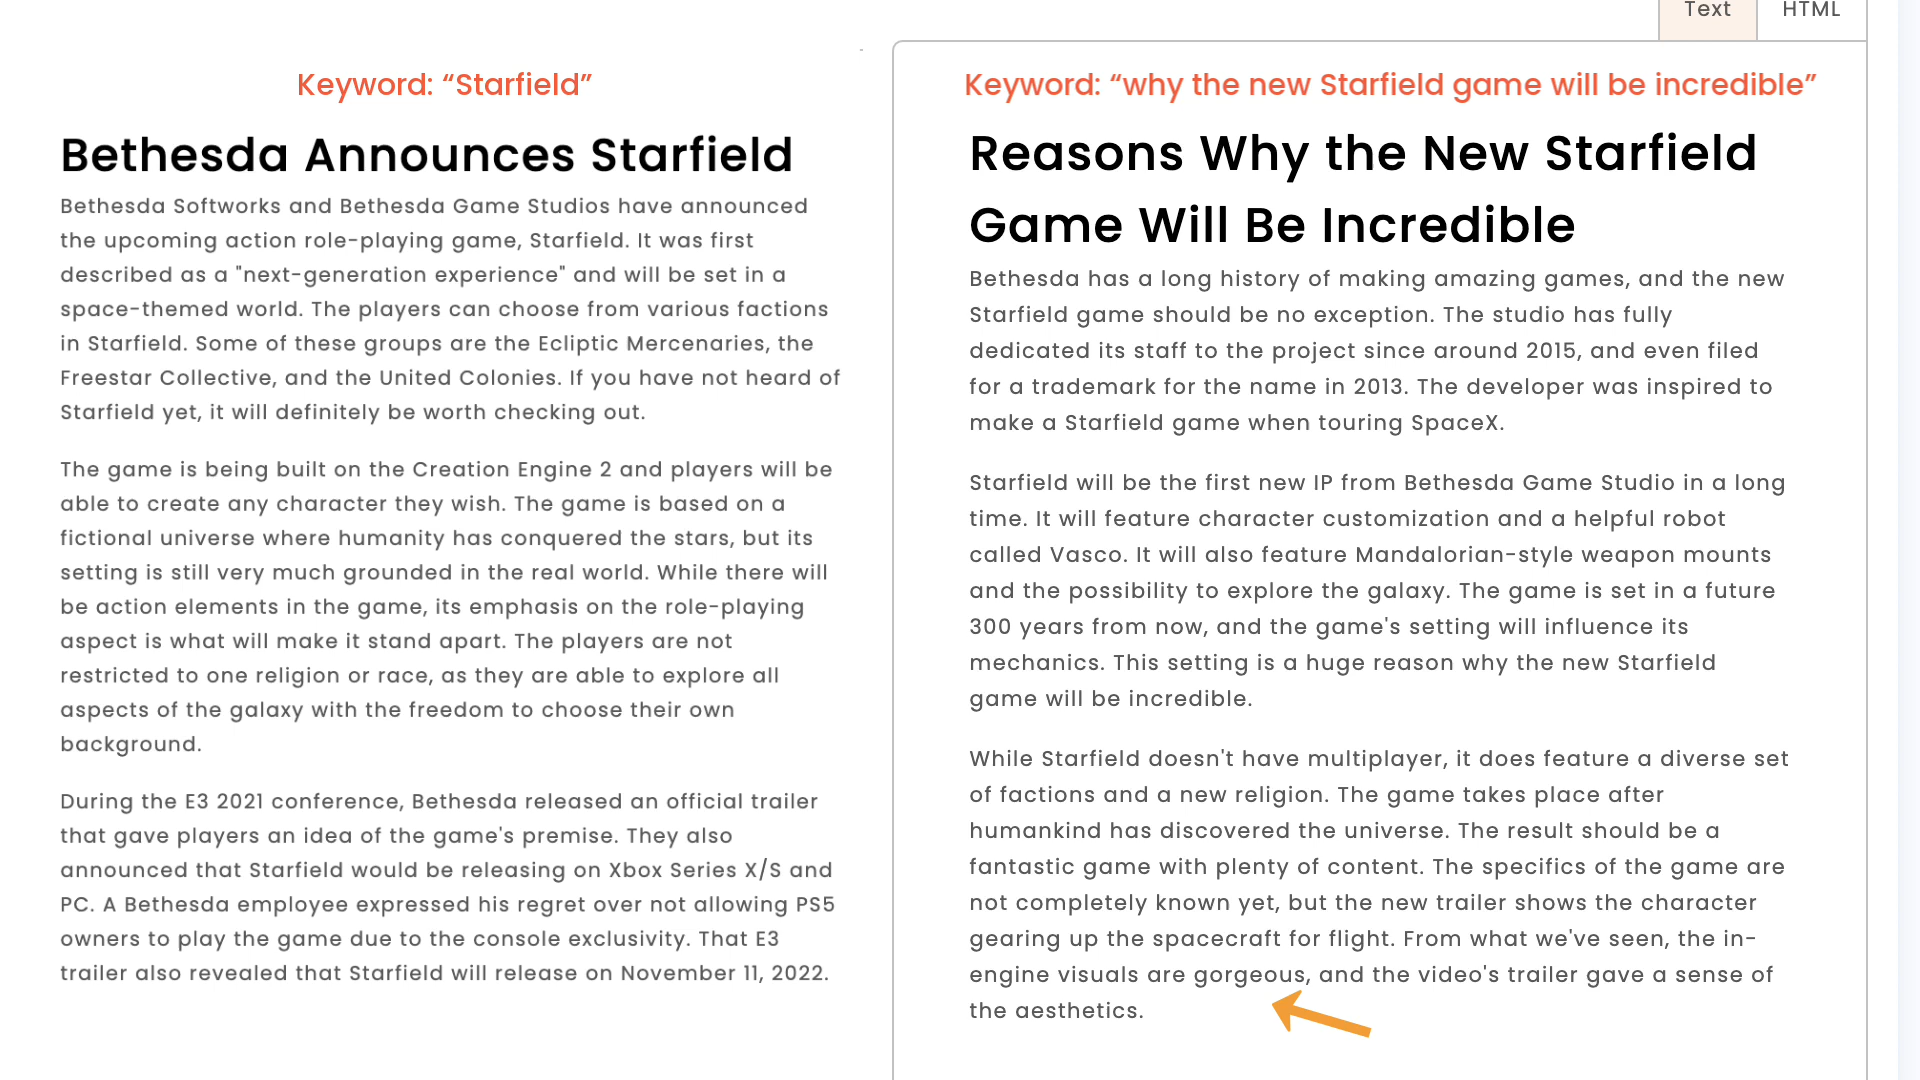 Text
HTML
Keyword: “Starfield”
Bethesda Announces Starfield
Bethesda Softworks and Bethesda Game Studios have announced
the upcoming action role-playing game, Starfield. It was first
described as a "next-generation experience" and will be set in a
space-themed world. The players can choose from various factions
in Starfield. Some of these groups are the Ecliptic Mercenaries, the
Freestar Collective, and the United Colonies. If you have not heard of
Starfield yet, it will definitely be worth checking out.
The game is being built on the Creation Engine 2 and players will be
able to create any character they wish. The game is based on a
fictional universe where humanity has conquered the stars, but its
setting is still very much grounded in the real world. While there will
be action elements in the game, its emphasis on the role-playing
aspect is what will make it stand apart. The players are not
restricted to one religion or race, as they are able to explore all
aspects of the galaxy with the freedom to choose their own
background.
During the E3 2021 conference, Bethesda released an official trailer
that gave players an idea of the game's premise. They also
announced that Starfield would be releasing on Xbox Series X/S and
PC. A Bethesda employee expressed his regret over not allowing PS5
owners to play the game due to the console exclusivity. That E3
trailer also revealed that Starfield will release on November 11, 2022.
Keyword: “why the new Starfield game will be incredible”
Reasons Why the New Starfield
Game Will Be Incredible
Bethesda has a long history of making amazing games, and the new
Starfield game should be no exception. The studio has fully
dedicated its staff to the project since around 2015, and even filed
for a trademark for the name in 2013. The developer was inspired to
make a Starfield game when touring SpaceX.
Starfield will be the first new IP from Bethesda Game Studio in a long
time. It will feature character customization and a helpful robot
called Vasco. It will also feature Mandalorian-style weapon mounts
and the possibility to explore the galaxy. The game is set in a future
300 years from now, and the game's setting will influence its
mechanics. This setting is a huge reason why the new Starfield
game will be incredible.
While Starfield doesn't have multiplayer, it does feature a diverse set
of factions and a new religion. The game takes place after
humankind has discovered the universe. The result should be a
fantastic game with plenty of content. The specifics of the game are
not completely known yet, but the new trailer shows the character
gearing up the spacecraft for flight. From what we've seen, the in-
engine visuals are gorgeous, and the video's trailer gave a sense of
the aesthetics.